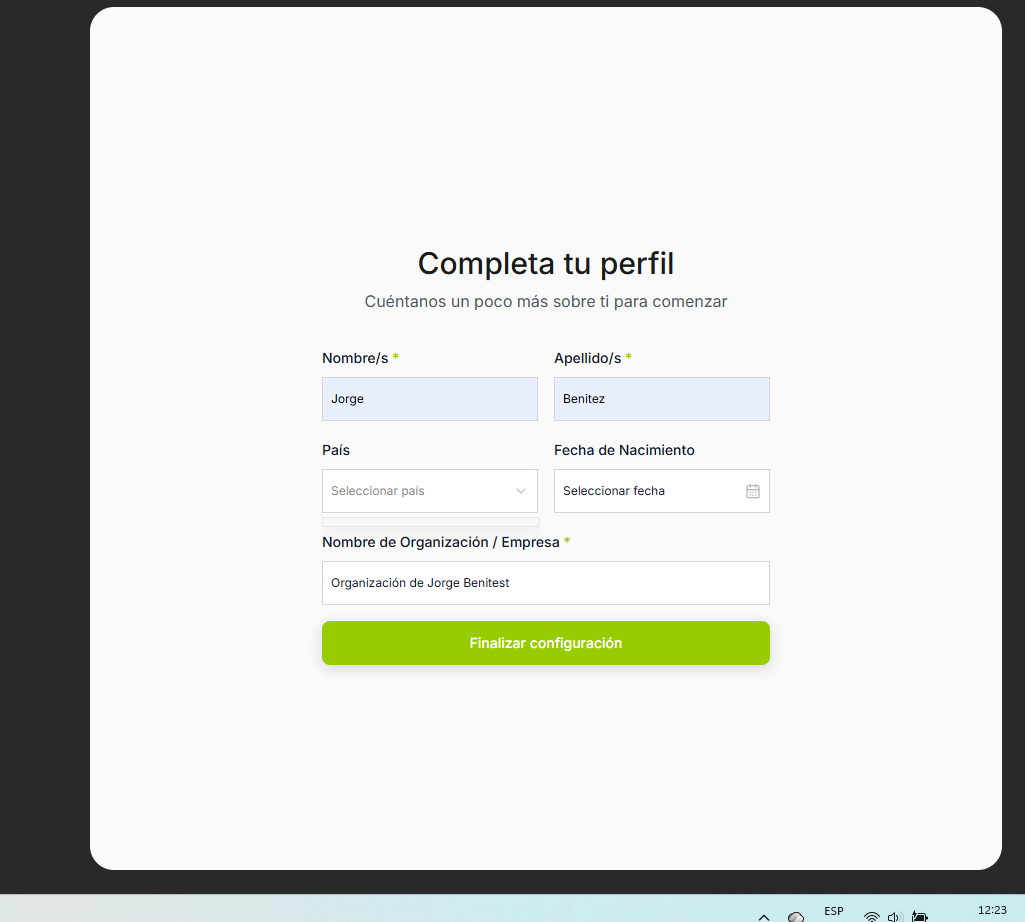 Completa tu perfil
Cuéntanos un poco más sobre ti para comenzar
Nombre/s * Apellido/s *
Jorge Benitez
País Fecha de Nacimiento
Seleccionar país Seleccionar fecha
Nombre de Organización / Empresa *
Organización de Jorge Benitest
Finalizar configuración
ESP 12:23